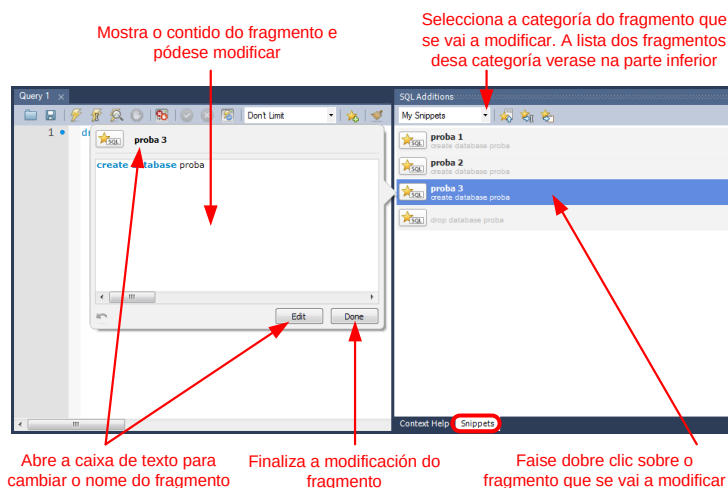 Mostra o contido do fragmento e
pódese modificar
Selecciona a categoría do fragmento que
se vai a modificar. A lista dos fragmentos
desa categoría verase na parte inferior
Query 1
SQL Additions
Don't Limit
My Snippets
1
proba 3
create database proba
Edit
Done
SQL
proba 1
create database proba
SQL
proba 2
create database proba
SQL
proba 3
create database proba
SQL
drop database proba
Context Help
Snippets
Abre a caixa de texto para
cambiar o nome do fragmento
Finaliza a modificación do
fragmento
Faise dobre clic sobre o
fragmento que se vai a modificar